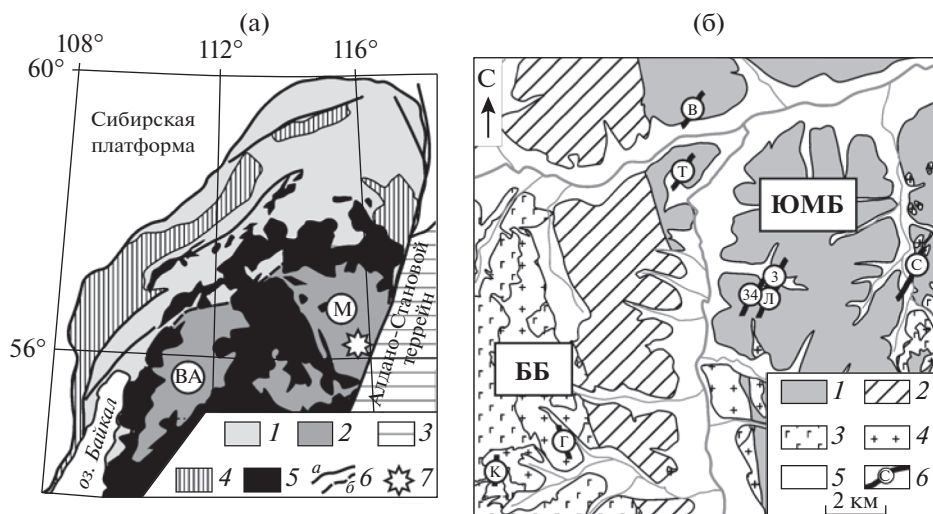 (а)
108°
112°
116°
60°
Сибирская
платформа
56°
М
ВА
Алдано-Становой
террейн
оз. Байкал
1
2
3
4
5
а
б
6
7
(б)
С
В
Т
ЮМБ
З
34
Л
С
ББ
Г
К
1
2
3
4
5
С
6
2 км